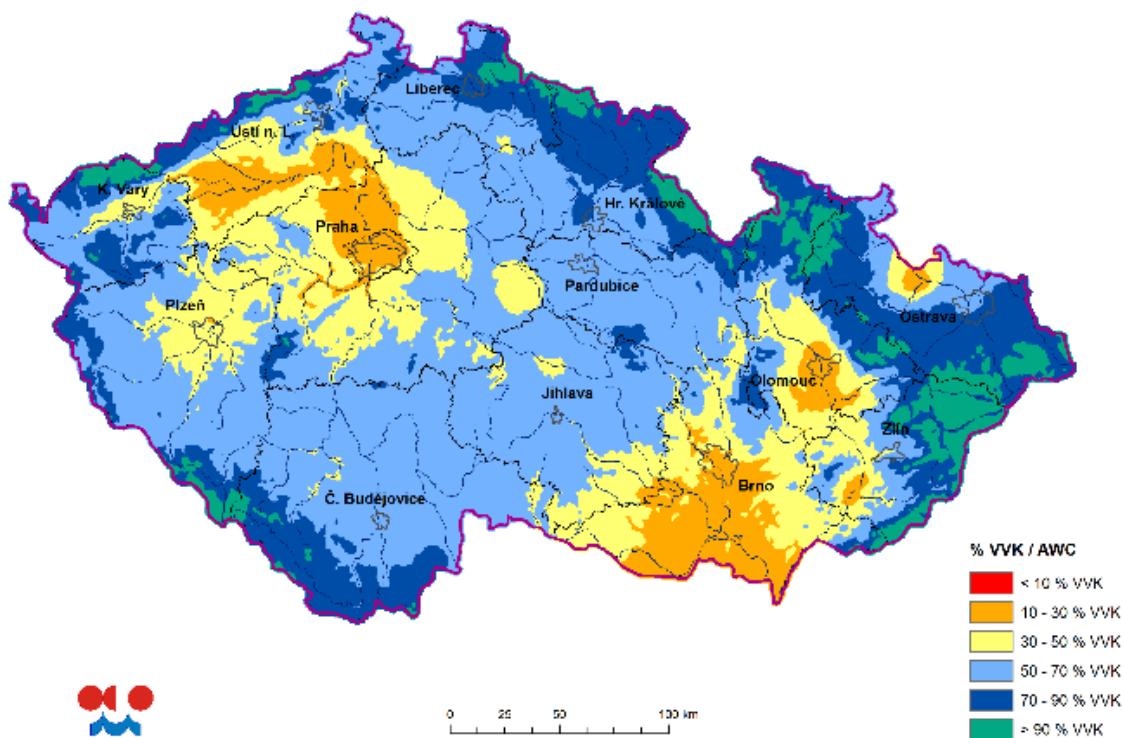 Liberec
Ústí n. L.
K. Vary
Praha
Hr. Králové
Pardubice
Plzeň
Ostrava
Olomouc
Jihlava
Zlín
Brno
Č. Budějovice
% VVK / AWC
< 10 % VVK
10 - 30 % VVK
30 - 50 % VVK
50 - 70 % VVK
70 - 90 % VVK
> 90 % VVK
0 25 50 100 km